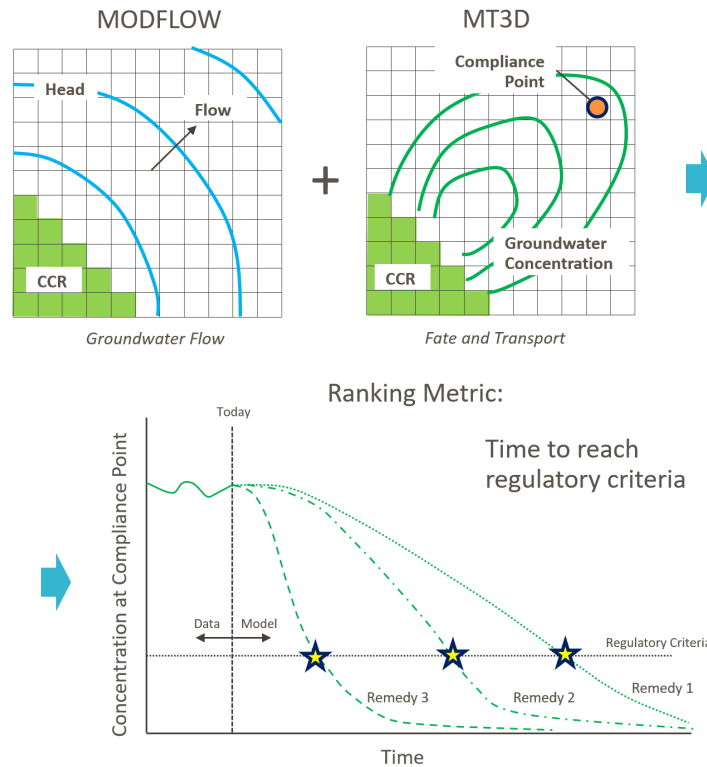 MODFLOW
MT3D
Head
Flow
CCR
Groundwater Flow
+
Compliance
Point
Groundwater
Concentration
CCR
Fate and Transport
Ranking Metric:
Today
Time to reach
regulatory criteria
Concentration at Compliance Point
Data
Model
Regulatory Criteria
Remedy 3
Remedy 2
Remedy 1
Time